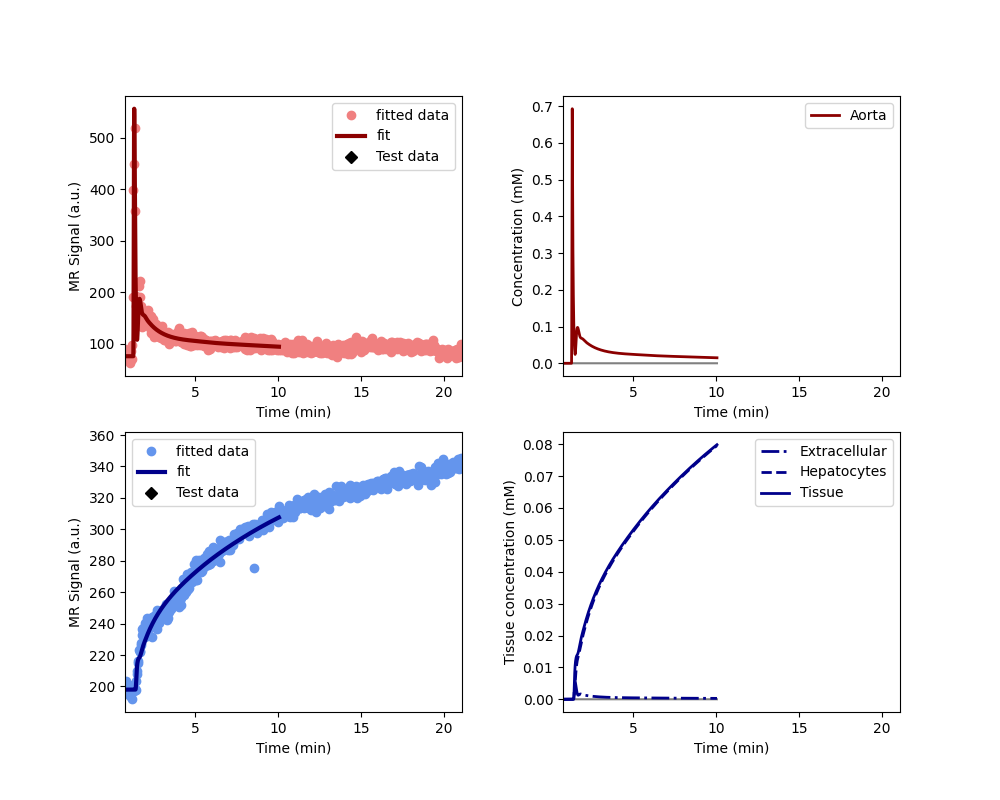 500
400
300
200
100
MR Signal (a.u.)
5
10
15
20
Time (min)
fitted data
fit
Test data
0.7
0.6
0.5
0.4
0.3
0.2
0.1
0.0
Concentration (mM)
5
10
15
20
Time (min)
Aorta
360
340
320
300
280
260
240
220
200
MR Signal (a.u.)
5
10
15
20
Time (min)
fitted data
fit
Test data
0.08
0.07
0.06
0.05
0.04
0.03
0.02
0.01
0.00
Tissue concentration (mM)
5
10
15
20
Time (min)
Extracellular
Hepatocytes
Tissue